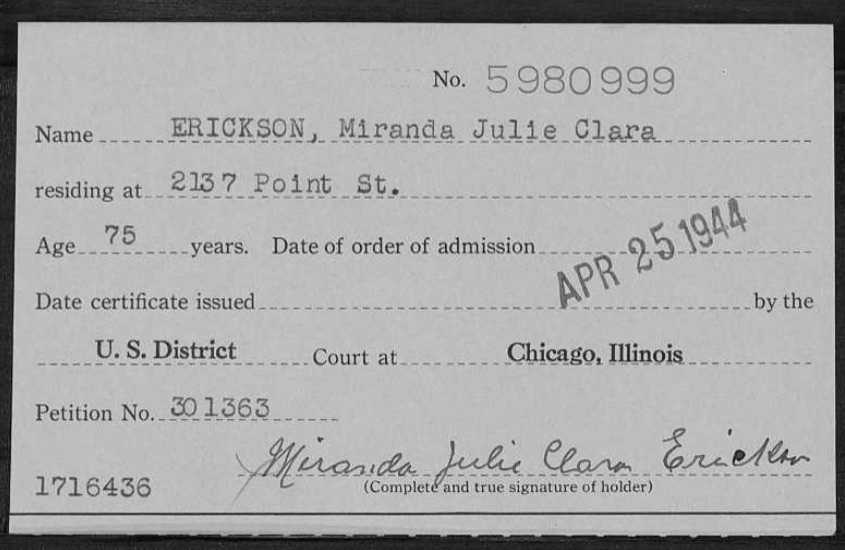 No. 5980999
Name ERICKSON, Miranda Julie Clara
residing at 2137 Point St.
Age 75 years. Date of order of admission APR 25 1944
Date certificate issued by the
U. S. District Court at Chicago, Illinois
Petition No. 301363
Miranda Julie Clara Erickson
1716436 (Complete and true signature of holder)